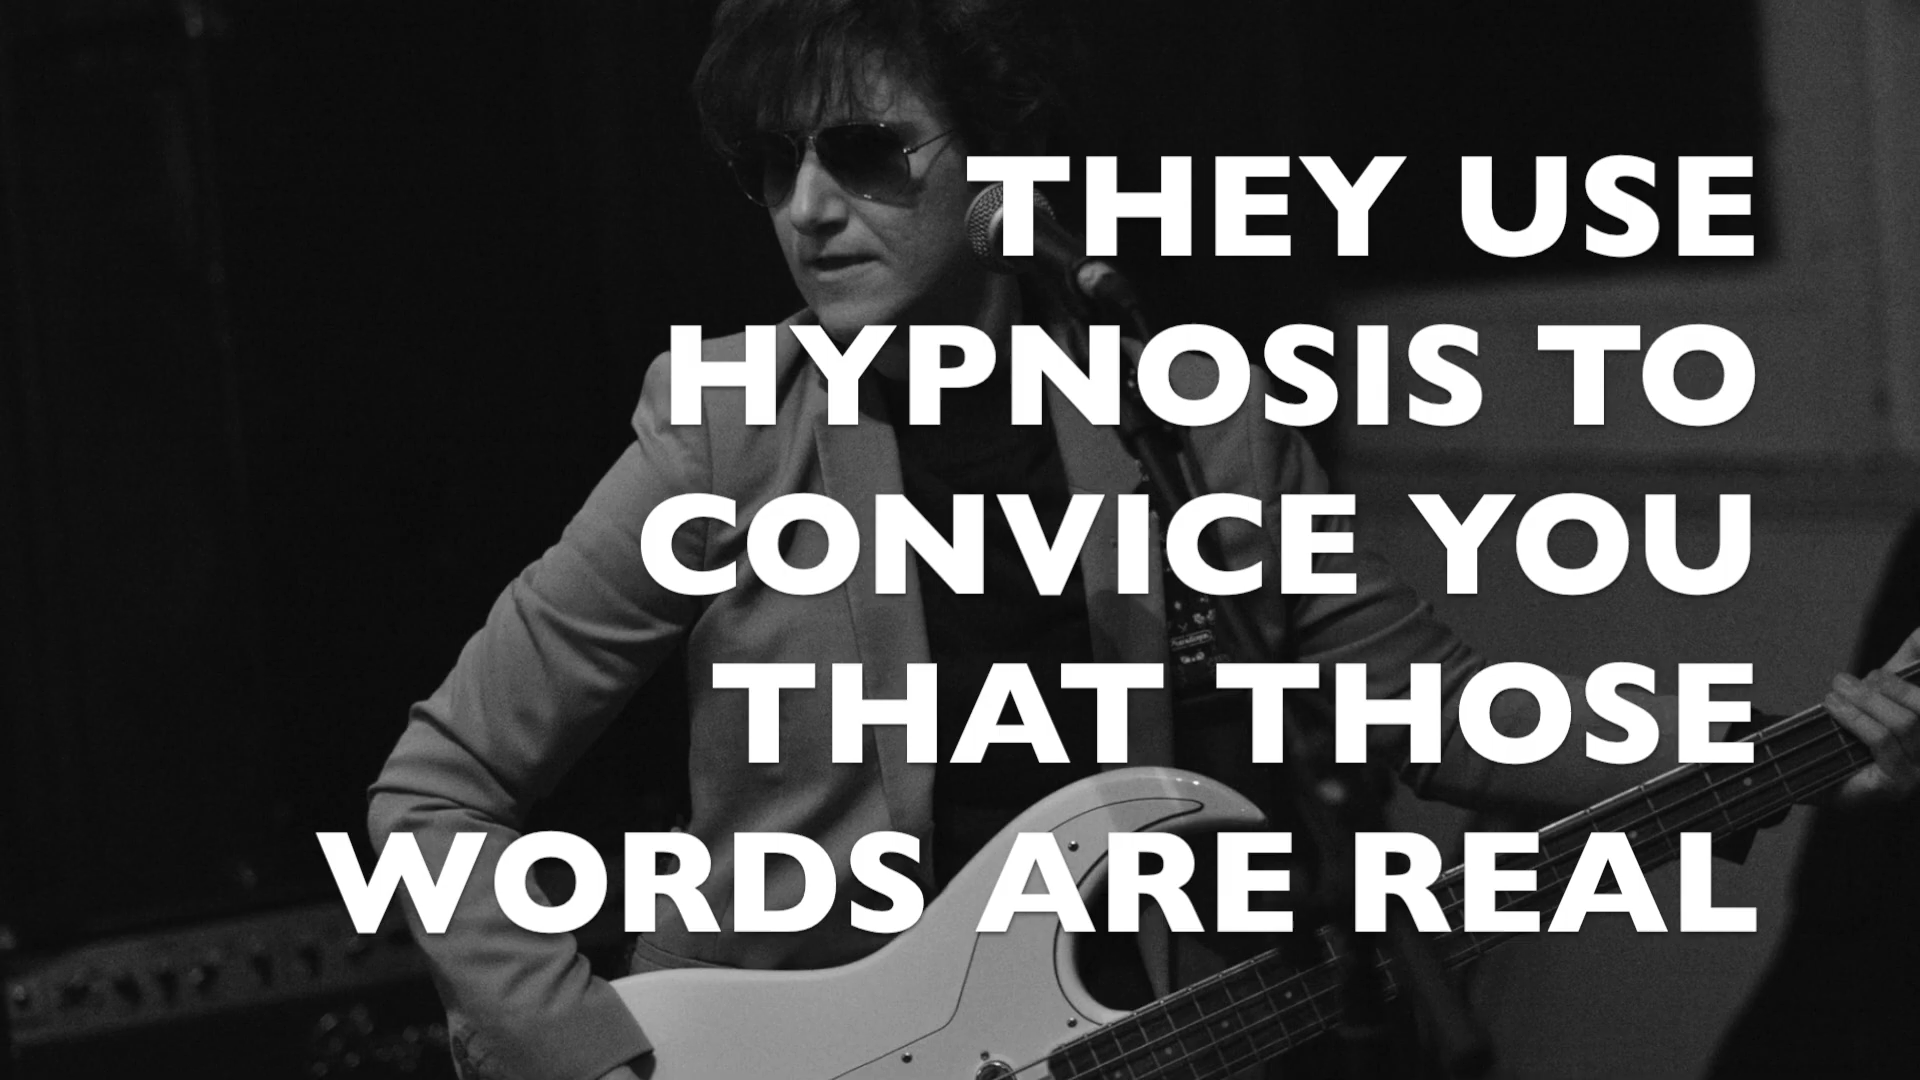 THEY USE
HYPNOSIS TO
CONVICE YOU
THAT THOSE
WORDS ARE REAL